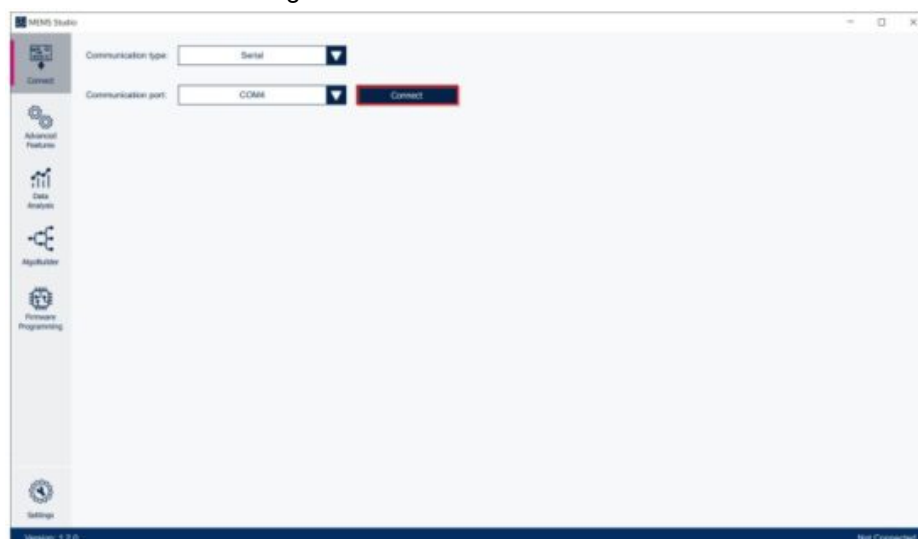 MEMS Studio
Connect
Communication type:
Serial
Communication port:
COM4
Connect
Advanced
Features
Data
Analysis
AlgoBuilder
Firmware
Programming
Settings
Not Connected